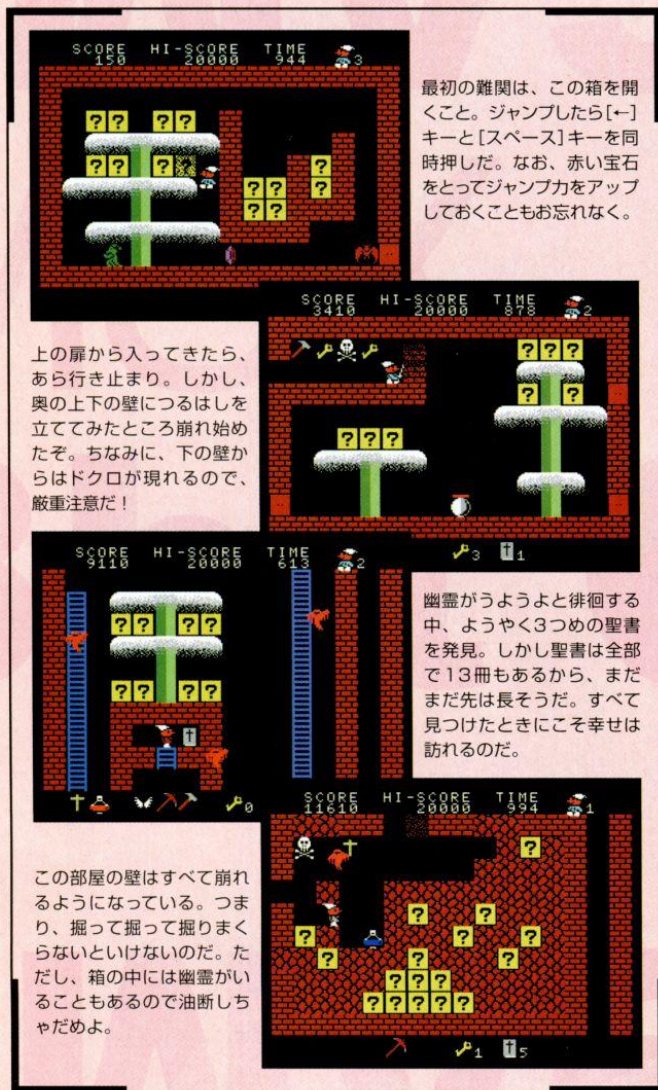 SCORE HI-SCORE TIME
150 20000 944 3
? ? ? ?
? ? ?
?
? ? ?
? ?
最初の難関は、この箱を開
くこと。ジャンプしたら[←]
キーと[スペース]キーを同
時押しだ。なお、赤い宝石
をとってジャンプ力をアップ
しておくこともお忘れなく。
上の扉から入ってきたら、
あら行き止まり。しかし、
奥の上下の壁につるはしを
立ててみたところ崩れ始め
たぞ。ちなみに、下の壁か
らはドクロが現れるので、
厳重注意だ！
SCORE HI-SCORE TIME
3410 20000 878 2
? ? ?
? ?
? ? ?
3 1
SCORE HI-SCORE TIME
9110 20000 613 2
? ? ? ?
? ? ? ?
0
幽霊がうようよと徘徊する
中、ようやく3つめの聖書
を発見。しかし聖書は全部
で13冊もあるから、まだ
まだ先は長そうだ。すべて
見つけたときにこそ幸せは
訪れるのだ。
この部屋の壁はすべて崩れ
るようになっている。つま
り、掘って掘って掘りまく
らないといけないのだ。た
だし、箱の中には幽霊がい
ることもあるので油断しち
ゃだめよ。
SCORE HI-SCORE TIME
11610 20000 994 1
?
? ?
? ? ?
? ? ?
? ? ?
? ? ? ? ?
1 5